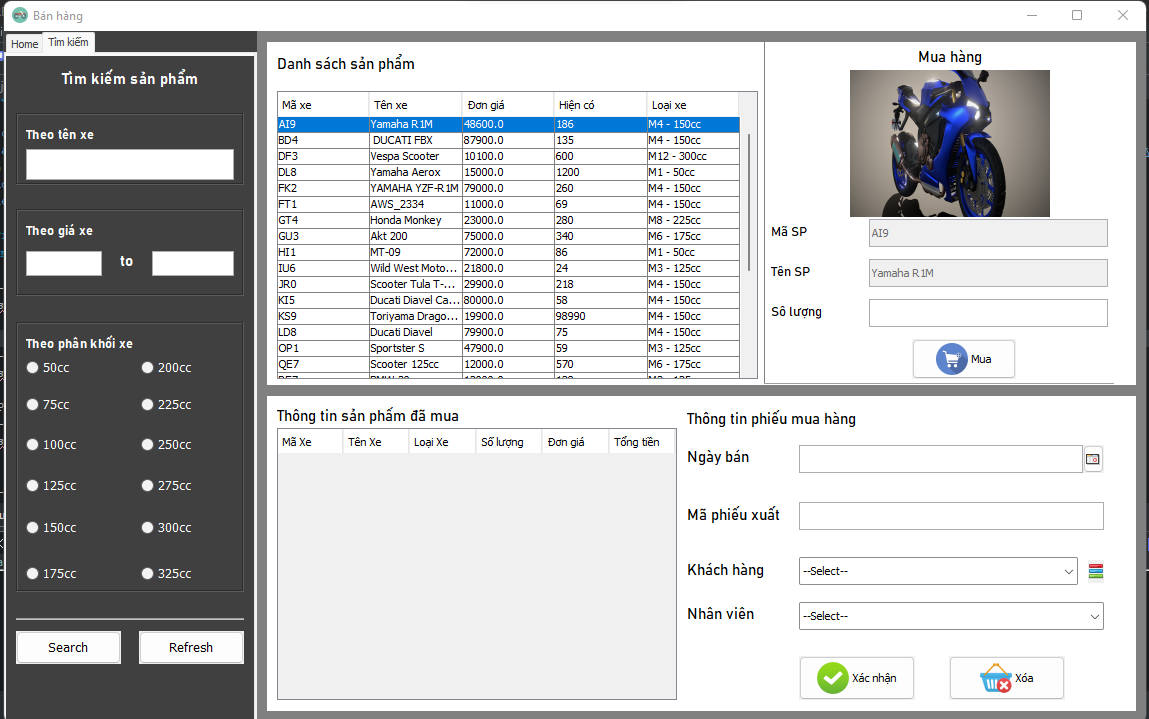 Bán hàng
Home Tìm kiếm
Tìm kiếm sản phẩm
Theo tên xe
Theo giá xe
to
Theo phân khối xe
50cc 200cc
75cc 225cc
100cc 250cc
125cc 275cc
150cc 300cc
175cc 325cc
Search Refresh
Danh sách sản phẩm
Mã xe Tên xe Đơn giá Hiện có Loại xe
AI9 Yamaha R1M 48600.0 186 M4 - 150cc
BD4 DUCATI FBX 87900.0 135 M4 - 150cc
DF3 Vespa Scooter 10100.0 600 M12 - 300cc
DL8 Yamaha Aerox 15000.0 1200 M1 - 50cc
FK2 YAMAHA YZF-R1M 79000.0 260 M4 - 150cc
FT1 AWS_2334 11000.0 69 M4 - 150cc
GT4 Honda Monkey 23000.0 280 M8 - 225cc
GU3 Akt 200 75000.0 340 M6 - 175cc
HI1 MT-09 72000.0 86 M1 - 50cc
IU6 Wild West Moto... 21800.0 24 M3 - 125cc
JR0 Scooter Tula T-... 29900.0 218 M4 - 150cc
KI5 Ducati Diavel Ca... 80000.0 58 M4 - 150cc
KS9 Toriyama Drago... 19900.0 98990 M4 - 150cc
LD8 Ducati Diavel 79900.0 75 M4 - 150cc
OP1 Sportster S 47900.0 59 M3 - 125cc
QE7 Scooter 125cc 12000.0 570 M6 - 175cc
Mua hàng
Mã SP AI9
Tên SP Yamaha R1M
Số lượng
Mua
Thông tin sản phẩm đã mua
Mã Xe Tên Xe Loại Xe Số lượng Đơn giá Tổng tiền
Thông tin phiếu mua hàng
Ngày bán
Mã phiếu xuất
Khách hàng --Select--
Nhân viên --Select--
Xác nhận Xóa